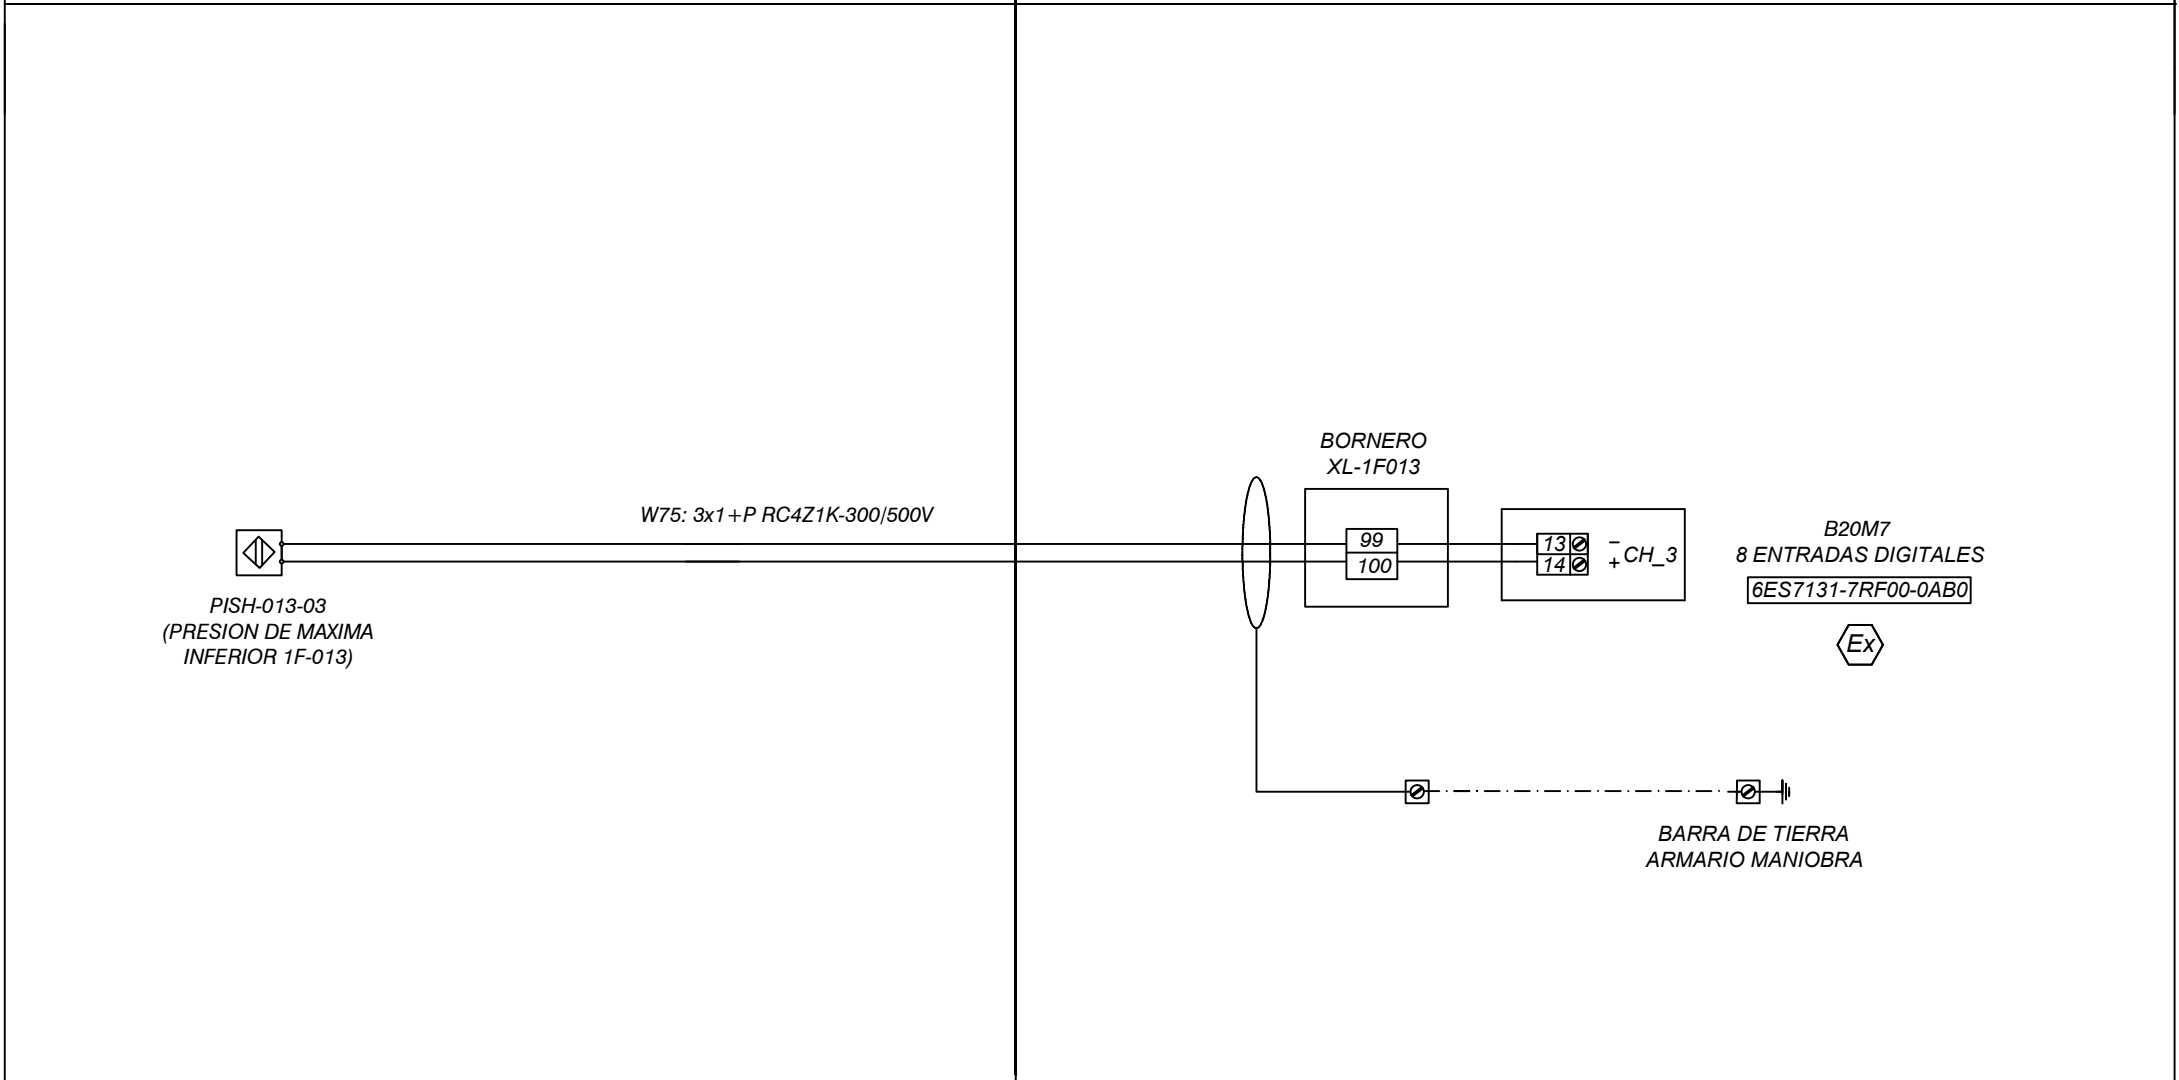 BORNERO
XL-1F013
W75: 3x1+P RC4Z1K-300/500V
99
100
13
14
−
+
CH_3
B20M7
8 ENTRADAS DIGITALES
6ES7131-7RF00-0AB0
Ex
PISH-013-03
(PRESION DE MAXIMA
INFERIOR 1F-013)
BARRA DE TIERRA
ARMARIO MANIOBRA